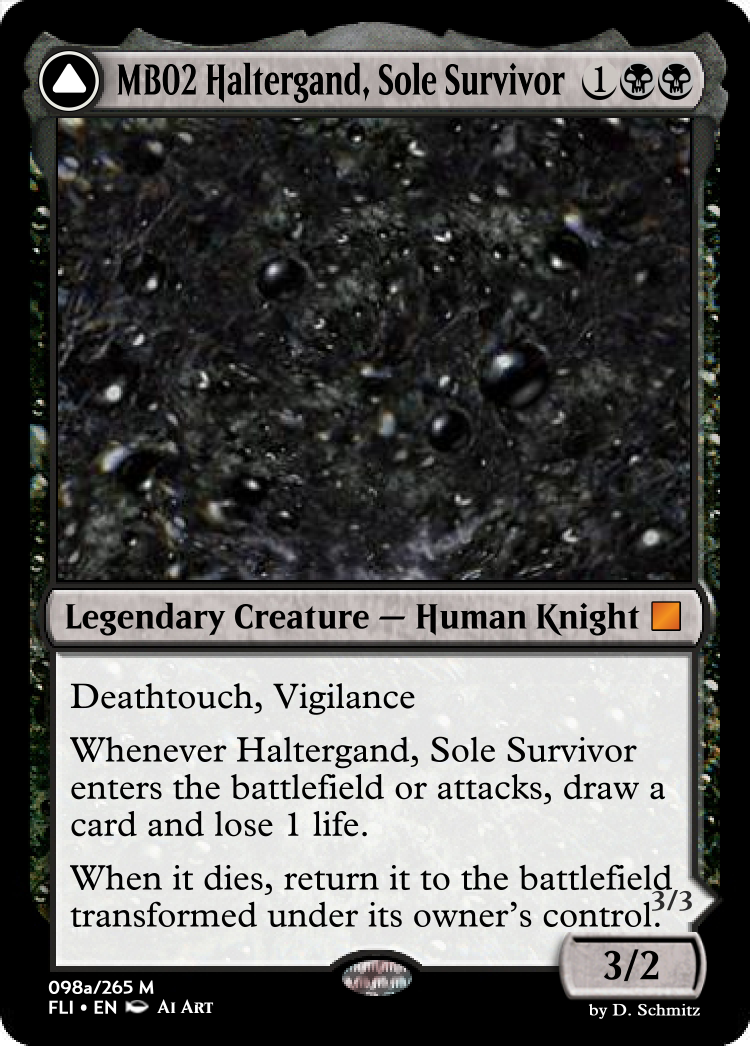 MB02 Haltergand, Sole Survivor 1
Legendary Creature — Human Knight
Deathtouch, Vigilance
Whenever Haltergand, Sole Survivor
enters the battlefield or attacks, draw a
card and lose 1 life.
When it dies, return it to the battlefield
transformed under its owner's control.
3/3
3/2
098a/265 M
FLI • EN AI ART
by D. Schmitz